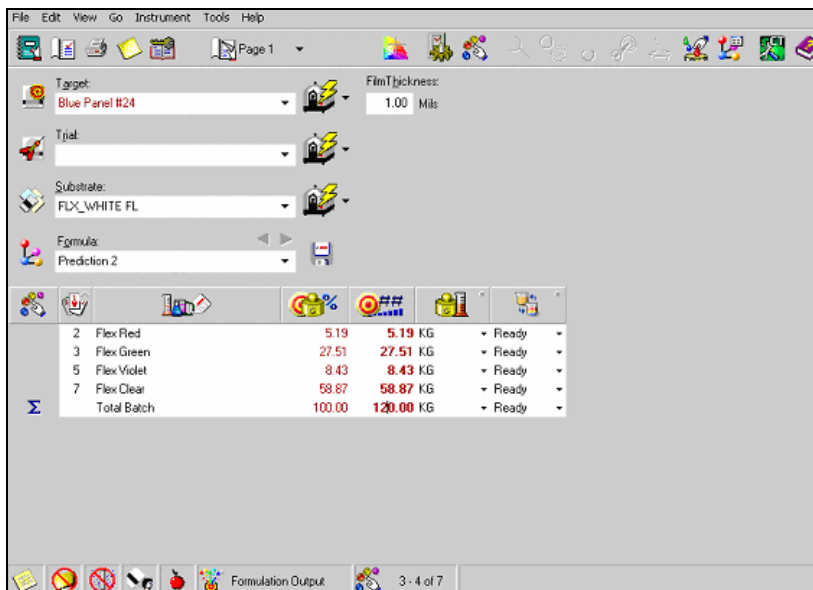 File Edit View Go Instrument Tools Help
Page 1
Target:
Blue Panel #24
FilmThickness:
1.00 Mils
Trial:
Substrate:
FLX_WHITE FL
Formula:
Prediction 2
% ##
2 Flex Red 5.19 5.19 KG Ready
3 Flex Green 27.51 27.51 KG Ready
5 Flex Violet 8.43 8.43 KG Ready
7 Flex Clear 58.87 58.87 KG Ready
Σ Total Batch 100.00 120.00 KG Ready
Formulation Output 3 - 4 of 7